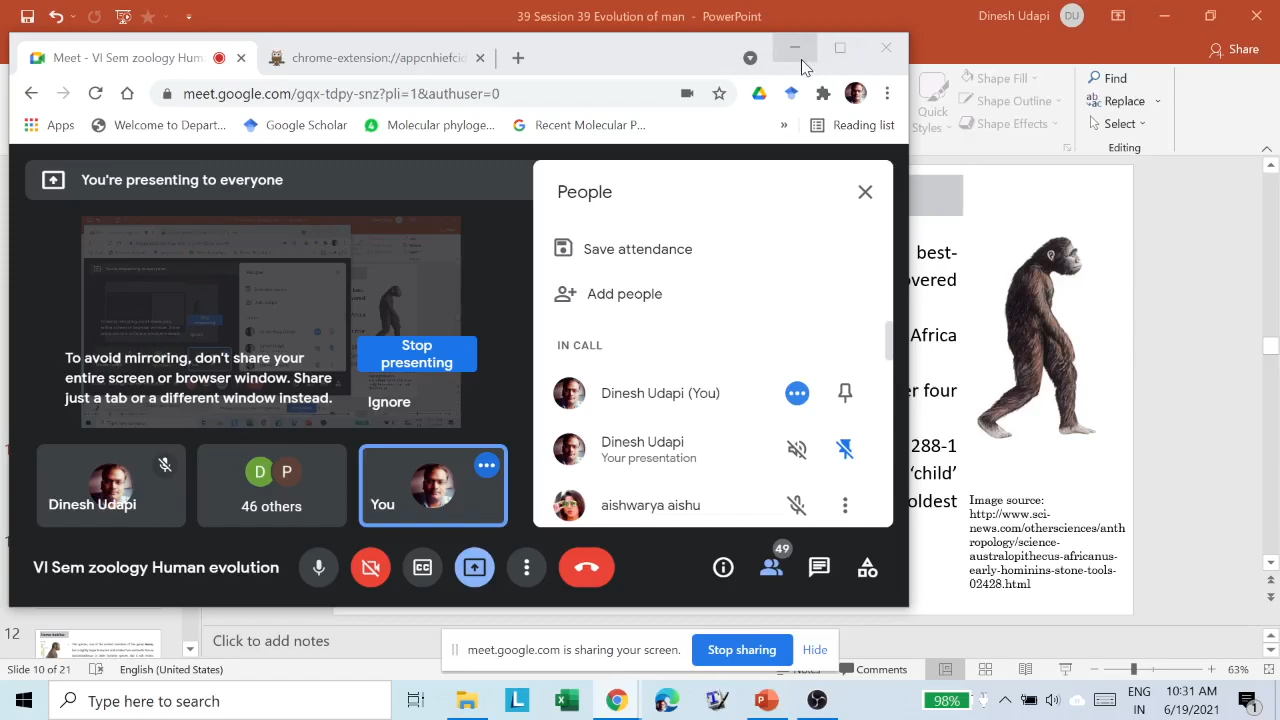 39 Session 39 Evolution of man - PowerPoint
Dinesh Udapi
DU
Share
Meet - VI Sem zoology Hum
chrome-extension://appcnhiefcid
meet.google.com/gqx-tdpy-snz?pli=1&authuser=0
Apps
Welcome to Depart...
Google Scholar
Molecular phyloge...
Recent Molecular P...
»
Reading list
Quick
Styles
Shape Fill
Shape Outline
Shape Effects
Find
Replace
Select
Editing
You're presenting to everyone
To avoid mirroring, don't share your
entire screen or browser window. Share
just a tab or a different window instead.
Stop
presenting
Ignore
Dinesh Udapi
D P
46 others
You
People
Save attendance
Add people
IN CALL
Dinesh Udapi (You)
Dinesh Udapi
Your presentation
aishwarya aishu
VI Sem zoology Human evolution
49
best-
overed
Africa
er four
288-1
'child'
oldest
Image source:
http://www.sci-
news.com/othersciences/anth
ropology/science-
australopithecus-africanus-
early-hominins-stone-tools-
02428.html
12
Click to add notes
meet.google.com is sharing your screen.
Stop sharing
Hide
Slide 10 of 21
English (United States)
Comments
63%
Type here to search
98%
ENG
IN
10:31 AM
6/19/2021
1